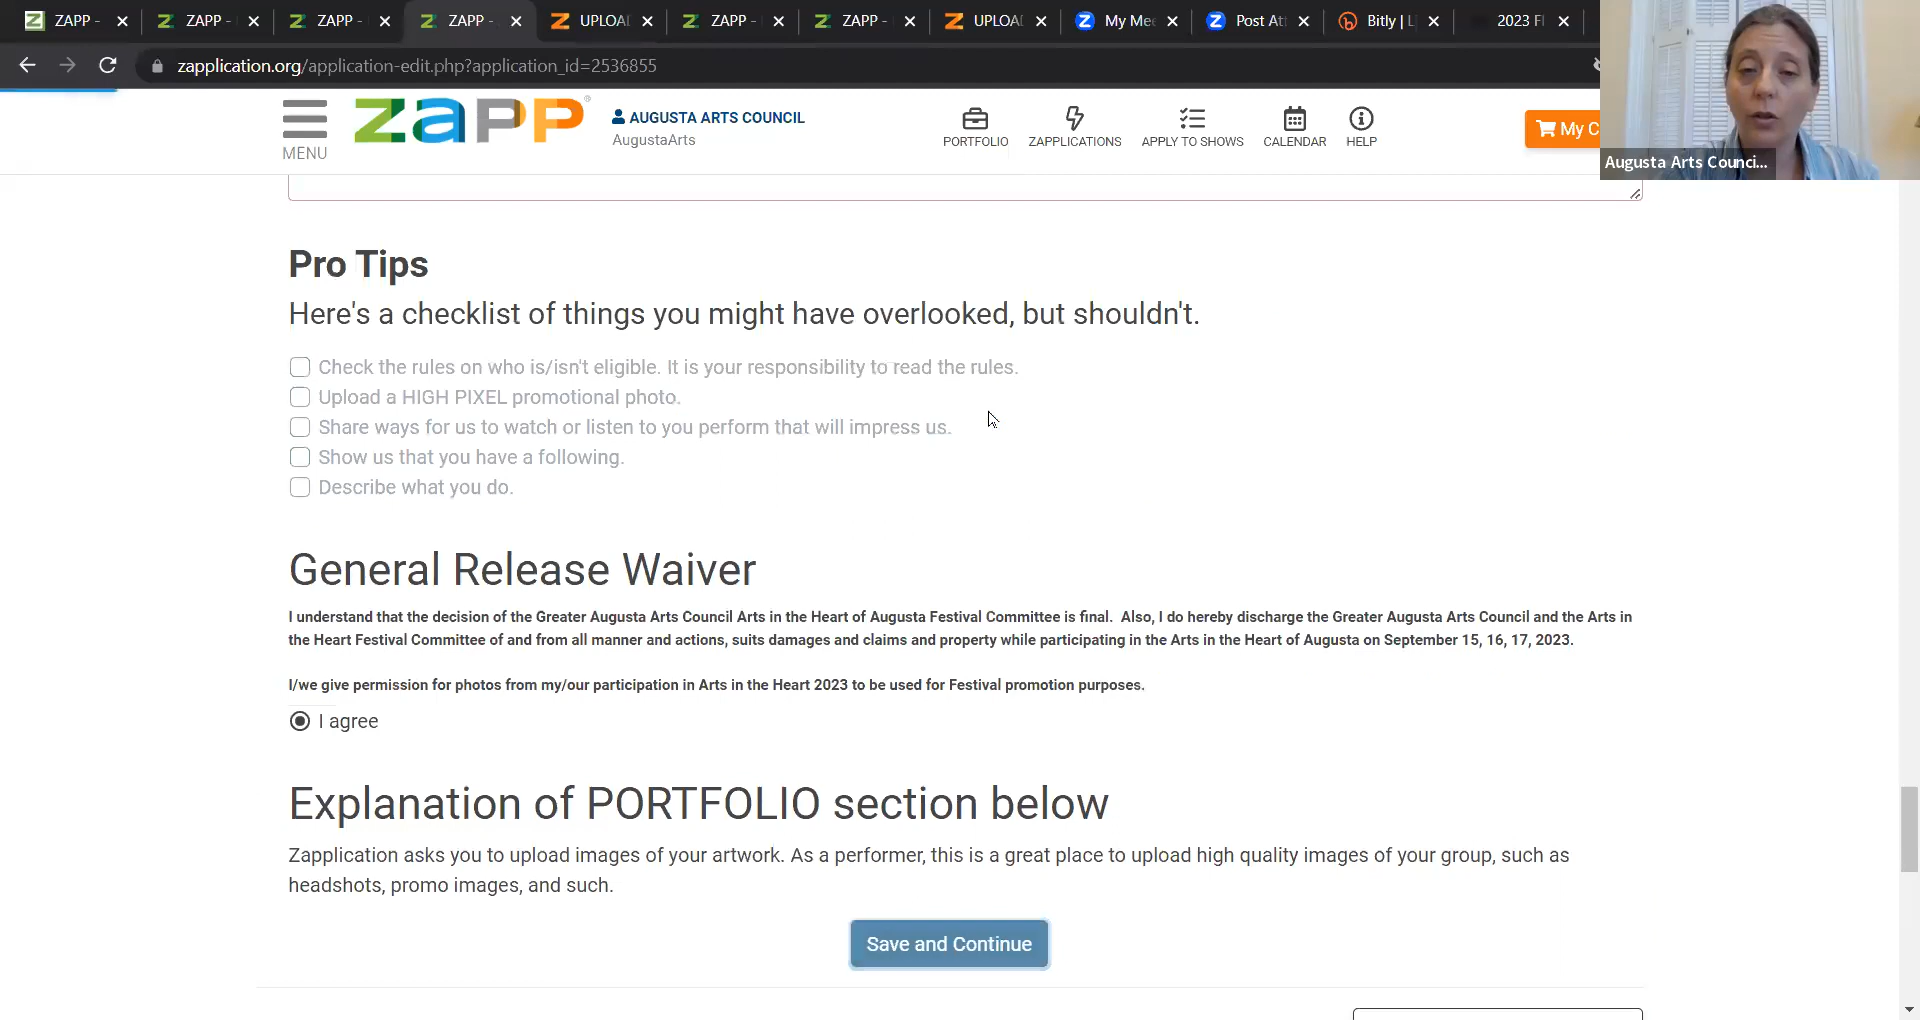 ZAPP - ZAPP - ZAPP - ZAPP - UPLOA ZAPP - ZAPP - UPLOA My Me Post At Bitly | L 2023 Fl
zapplication.org/application-edit.php?application_id=2536855
MENU
zapp®
AUGUSTA ARTS COUNCIL
AugustaArts
PORTFOLIO ZAPPLICATIONS APPLY TO SHOWS CALENDAR HELP
My C
Augusta Arts Counci...
Pro Tips
Here's a checklist of things you might have overlooked, but shouldn't.
Check the rules on who is/isn't eligible. It is your responsibility to read the rules.
Upload a HIGH PIXEL promotional photo.
Share ways for us to watch or listen to you perform that will impress us.
Show us that you have a following.
Describe what you do.
General Release Waiver
I understand that the decision of the Greater Augusta Arts Council Arts in the Heart of Augusta Festival Committee is final. Also, I do hereby discharge the Greater Augusta Arts Council and the Arts in
the Heart Festival Committee of and from all manner and actions, suits damages and claims and property while participating in the Arts in the Heart of Augusta on September 15, 16, 17, 2023.
I/we give permission for photos from my/our participation in Arts in the Heart 2023 to be used for Festival promotion purposes.
I agree
Explanation of PORTFOLIO section below
Zapplication asks you to upload images of your artwork. As a performer, this is a great place to upload high quality images of your group, such as
headshots, promo images, and such.
Save and Continue